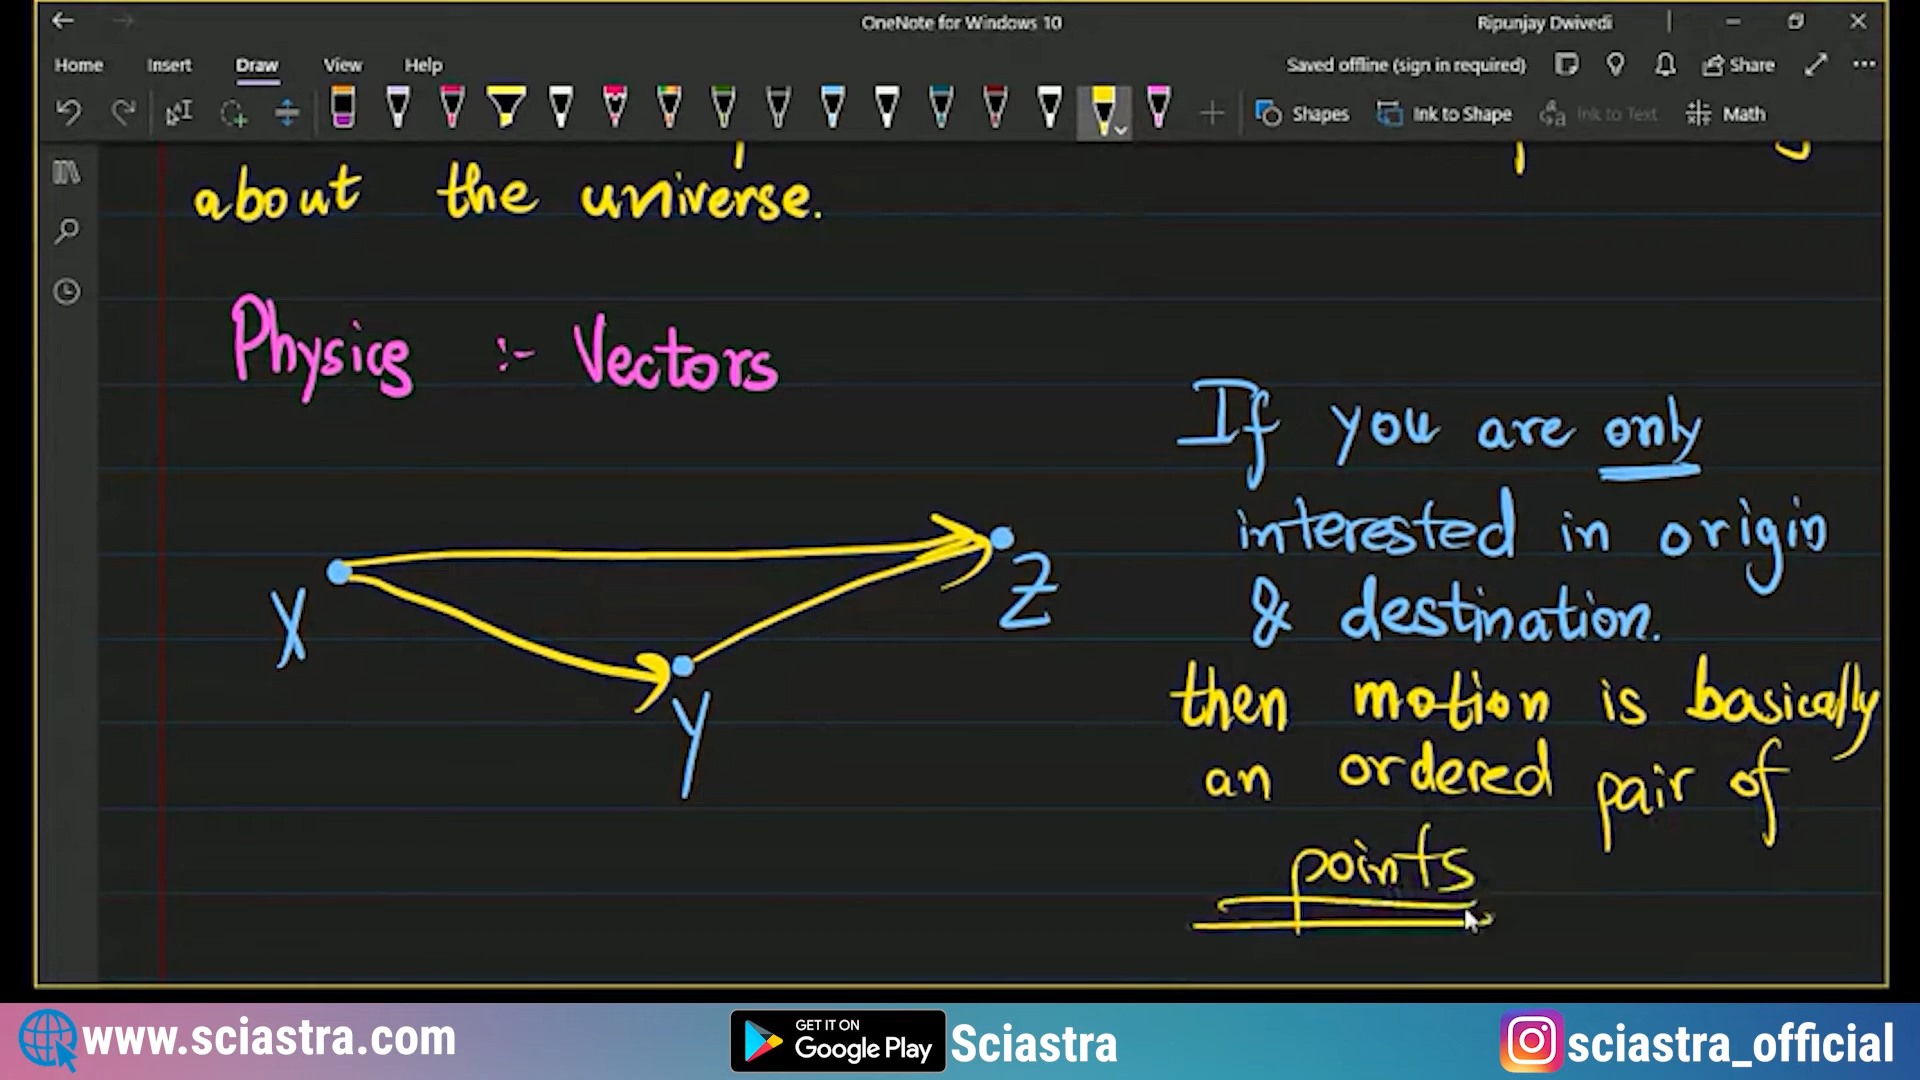 OneNote for Windows 10
Ripunjay Dwivedi
Home Insert Draw View Help
Saved offline (sign in required)
Share
Shapes
Ink to Shape
Ink to Text
Math
about the universe.
Physics :- Vectors
X
Y
Z
If you are only
interested in origin
& destination.
then motion is basically
an ordered pair of
points
www.sciastra.com
GET IT ON
Google Play
Sciastra
sciastra_official